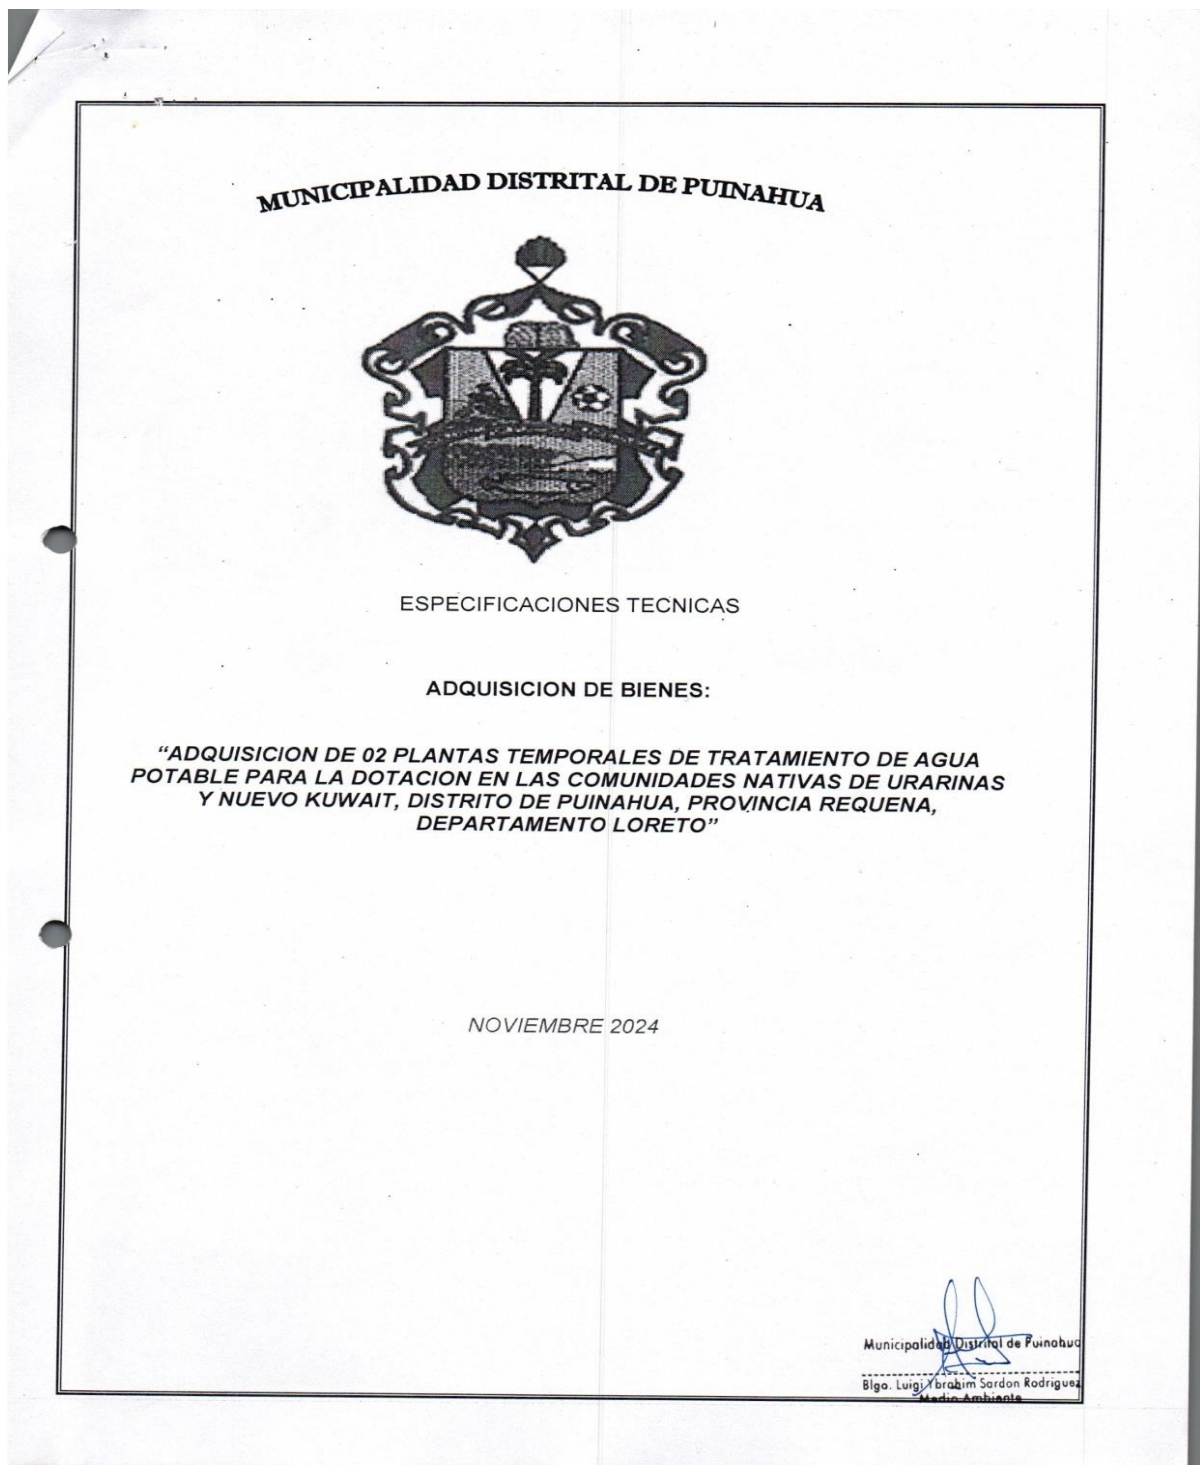 MUNICIPALIDAD DISTRITAL DE PUINAHUA
ESPECIFICACIONES TECNICAS
ADQUISICION DE BIENES:
“ADQUISICION DE 02 PLANTAS TEMPORALES DE TRATAMIENTO DE AGUA
POTABLE PARA LA DOTACION EN LAS COMUNIDADES NATIVAS DE URARINAS
Y NUEVO KUWAIT, DISTRITO DE PUINAHUA, PROVINCIA REQUENA,
DEPARTAMENTO LORETO”
NOVIEMBRE 2024
Municipalidad Distrital de Puinahua
Blgo. Luigi Ybrahim Sardon Rodriguez
Medio Ambiente